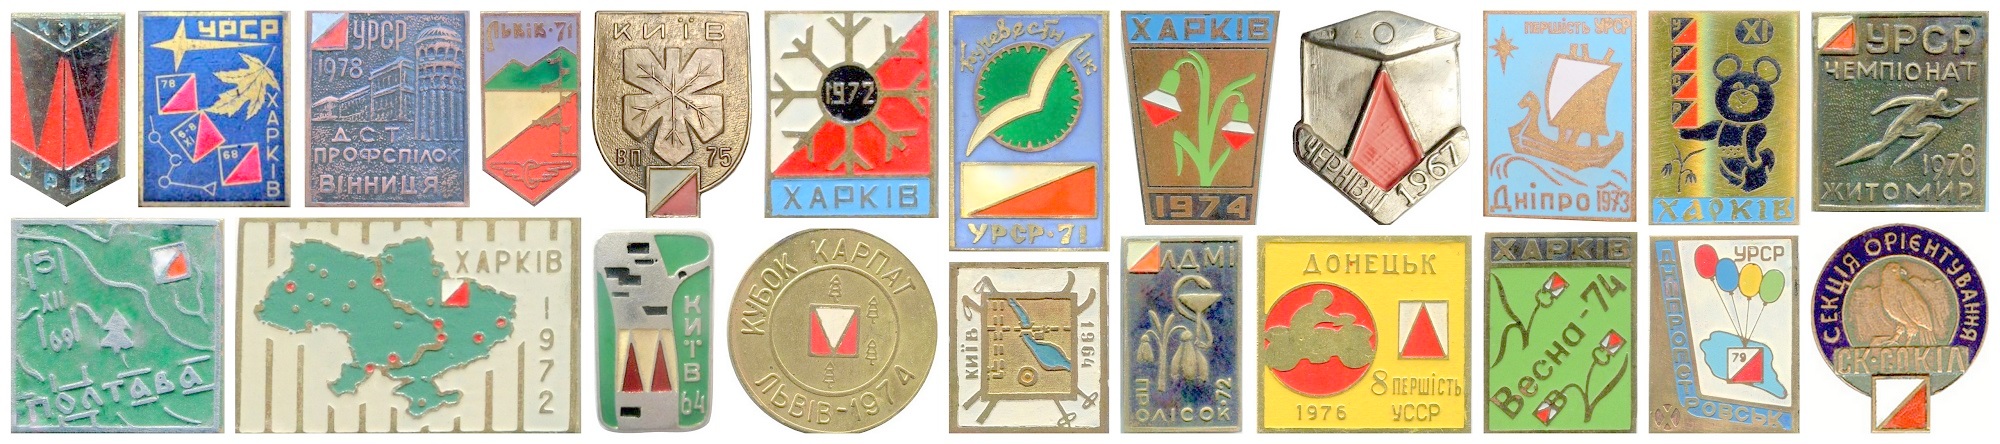 КЗУ
УРСР
УРСР
78
ХАРКІВ
68
УРСР
1978
Д.С.Т.
ПРОФСПІЛОК
ВІННИЦЯ
Львів·71
КИЇВ
ВП 75
1972
ХАРКІВ
Буревестник
УРСР·71
ХАРКІВ
1974
ЧЕРНІВЦІ 1967
першість УРСР
Дніпро 1973
XI
УРСР
ХАРКІВ
УРСР
ЧЕМПІОНАТ
1978
ЖИТОМИР
XII
69
Полтава
ХАРКІВ
1972
КИТВ
64
КУБОК КАРПАТ
ЛЬВІВ-1974
КИЇВ
1964
ЛДМІ
ПРОЛІСОК-72
ДОНЕЦЬК
8 ПЕРШІСТЬ
1976 УССР
ХАРКІВ
Весна-74
УРСР
79
ДНІПРОПЕТРОВСЬК
СЕКЦІЯ ОРІЄНТУВАННЯ
СК·СОКІЛ